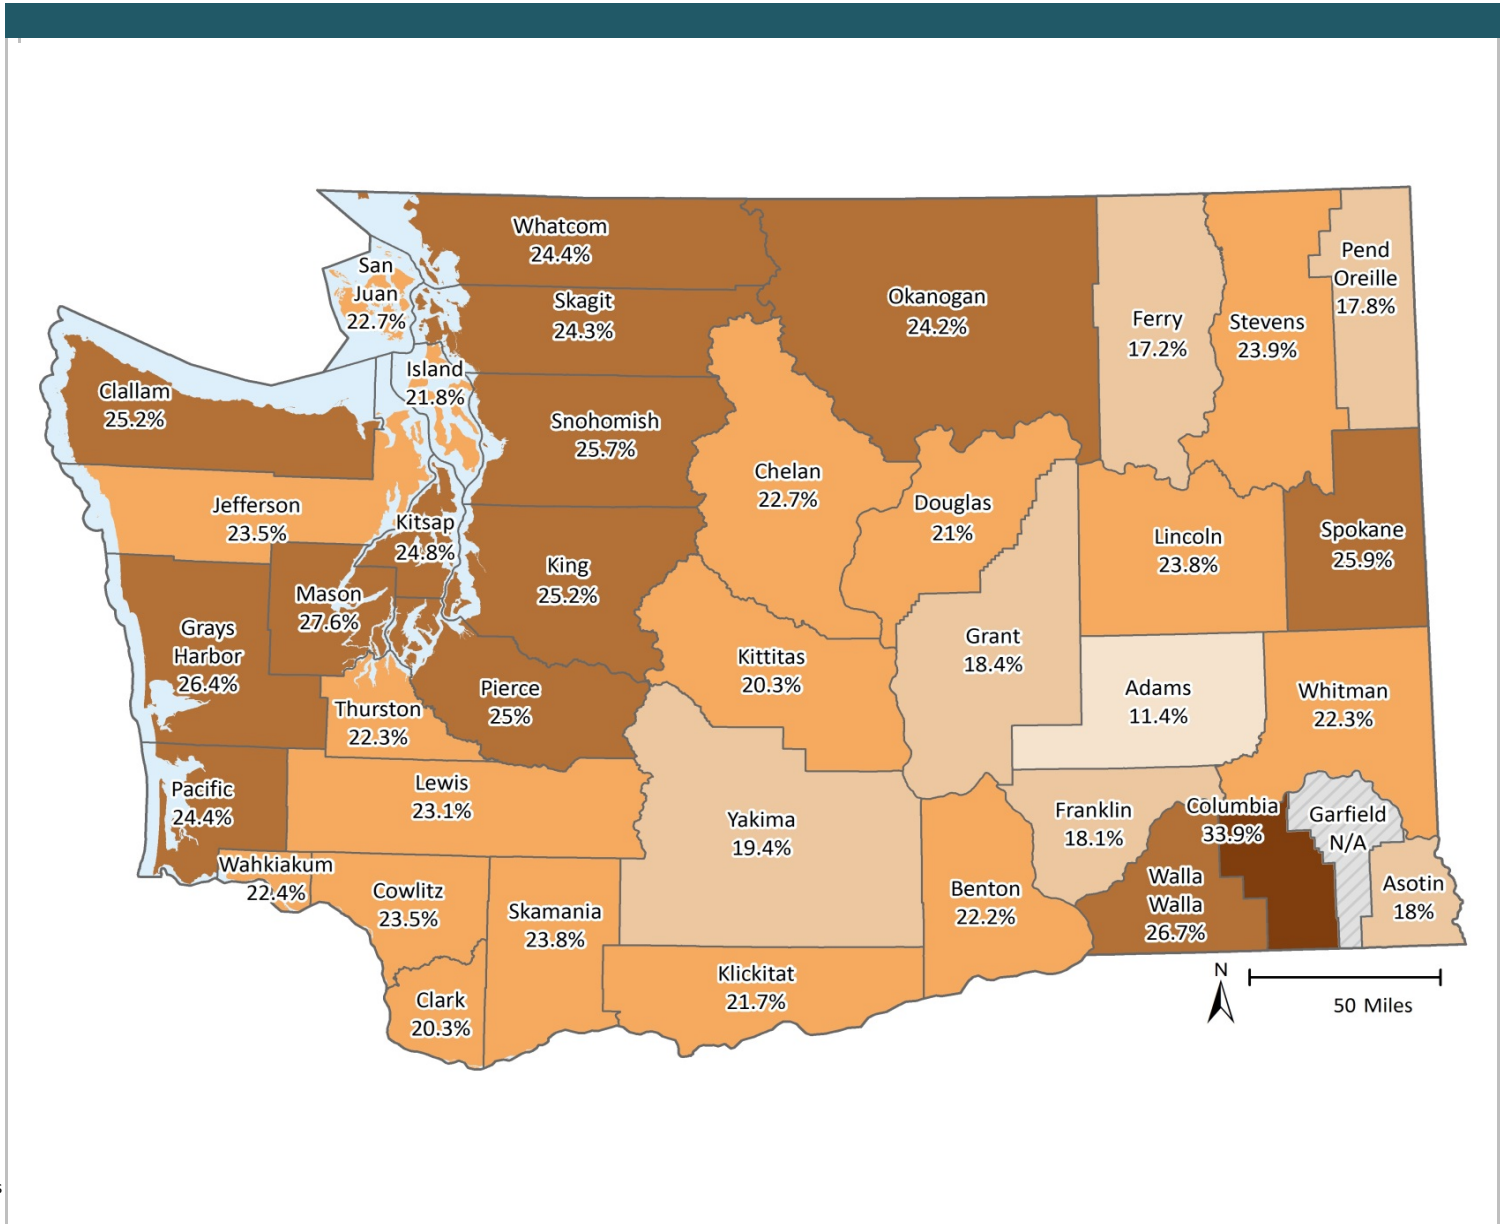 Whatcom
24.4%
San
Juan
22.7%
Skagit
24.3%
Okanogan
24.2%
Ferry
17.2%
Stevens
23.9%
Pend
Oreille
17.8%
Clallam
25.2%
Island
21.8%
Snohomish
25.7%
Chelan
22.7%
Douglas
21%
Jefferson
23.5%
Kitsap
24.8%
King
25.2%
Lincoln
23.8%
Spokane
25.9%
Mason
27.6%
Grays
Harbor
26.4%
Kittitas
20.3%
Grant
18.4%
Adams
11.4%
Whitman
22.3%
Thurston
22.3%
Pierce
25%
Pacific
24.4%
Lewis
23.1%
Yakima
19.4%
Franklin
18.1%
Columbia
33.9%
Garfield
N/A
Wahkiakum
22.4%
Cowlitz
23.5%
Skamania
23.8%
Benton
22.2%
Walla
Walla
26.7%
Asotin
18%
Clark
20.3%
Klickitat
21.7%
N
50 Miles
s